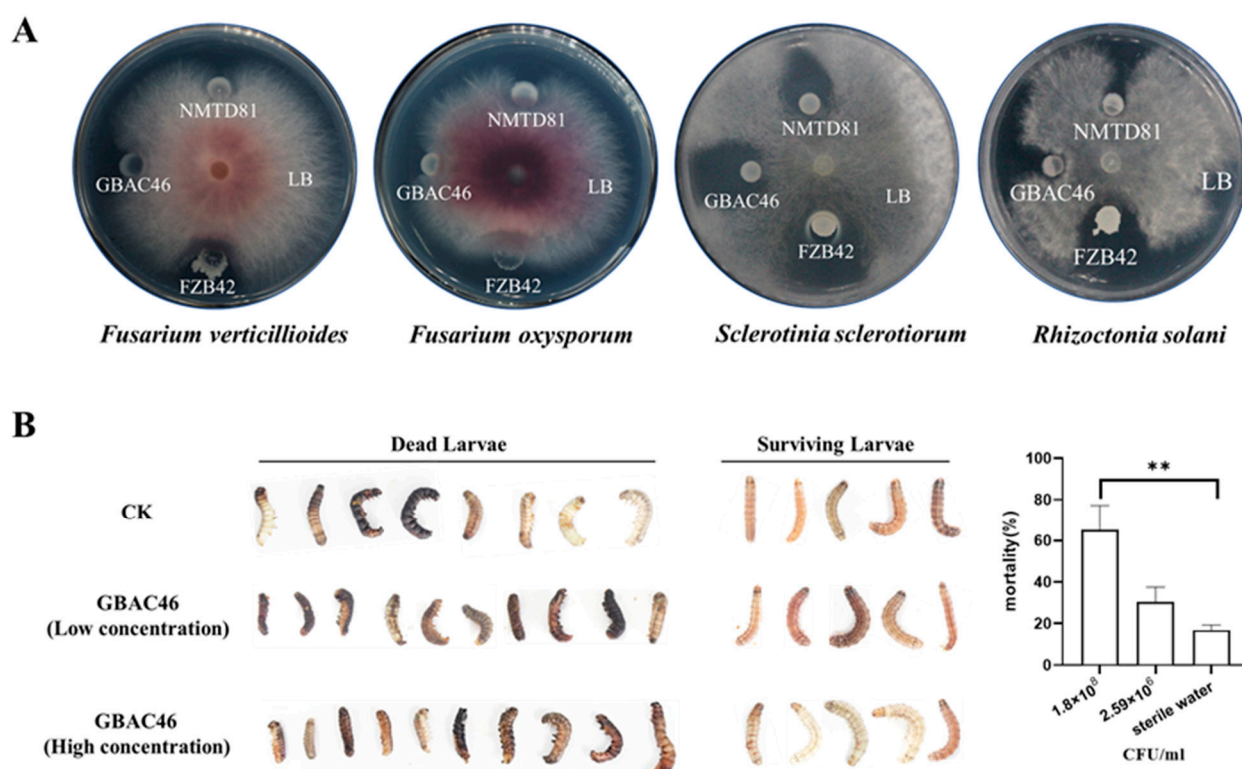 A
NMTD81
GBAC46
LB
FZB42
Fusarium verticillioides
NMTD81
GBAC46
LB
FZB42
Fusarium oxysporum
NMTD81
GBAC46
LB
FZB42
Sclerotinia sclerotiorum
NMTD81
GBAC46
LB
FZB42
Rhizoctonia solani
B
Dead Larvae
Surviving Larvae
CK
GBAC46
(Low concentration)
GBAC46
(High concentration)
**
mortality(%)
100
80
60
40
20
0
1.8×10⁸
2.59×10⁶
sterile water
CFU/ml